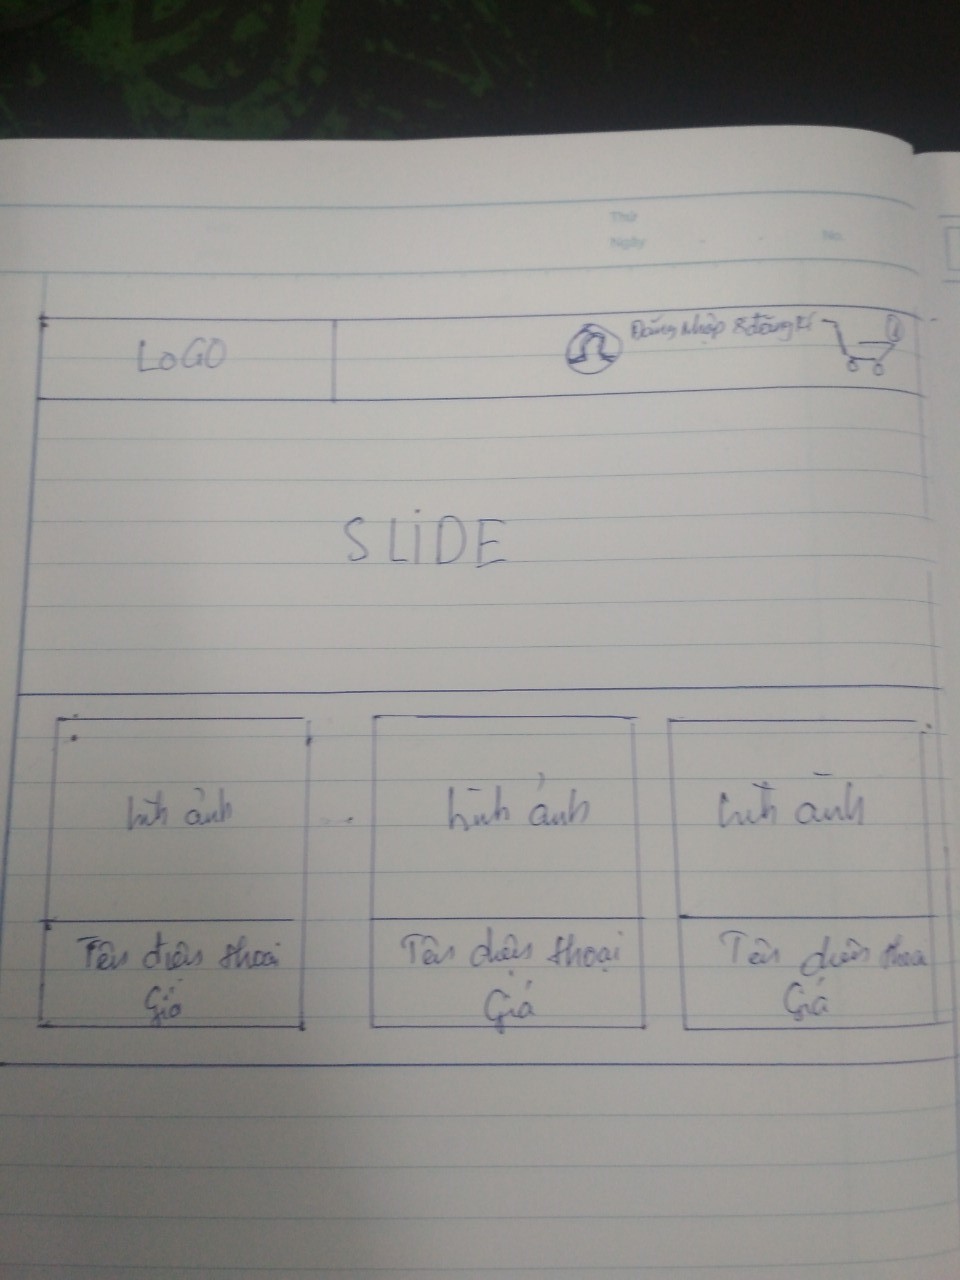 Thứ
Ngày
No.
LOGO
Đăng nhập & đăng kí
SLiDE
hình ảnh
hình ảnh
hình ảnh
Tên điện thoại
Giá
Tên điện thoại
Giá
Tên điện thoại
Giá